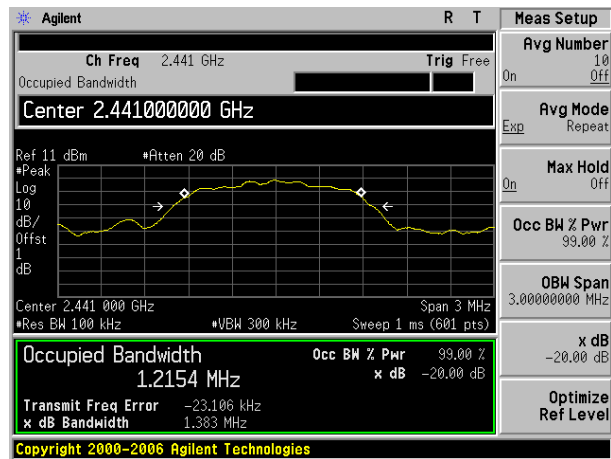 Agilent R T
Ch Freq 2.441 GHz Trig Free
Occupied Bandwidth
Center 2.441000000 GHz
Ref 11 dBm #Atten 20 dB
#Peak
Log
10
dB/
Offst
1
dB
Center 2.441 000 GHz Span 3 MHz
#Res BW 100 kHz #VBW 300 kHz Sweep 1 ms (601 pts)
Occupied Bandwidth Occ BW % Pwr 99.00 %
1.2154 MHz x dB -20.00 dB
Transmit Freq Error -23.106 kHz
x dB Bandwidth 1.383 MHz
Copyright 2000-2006 Agilent Technologies
Meas Setup
Avg Number
10
On Off
Avg Mode
Exp Repeat
Max Hold
On Off
Occ BW % Pwr
99.00 %
OBW Span
3.00000000 MHz
x dB
-20.00 dB
Optimize
Ref Level